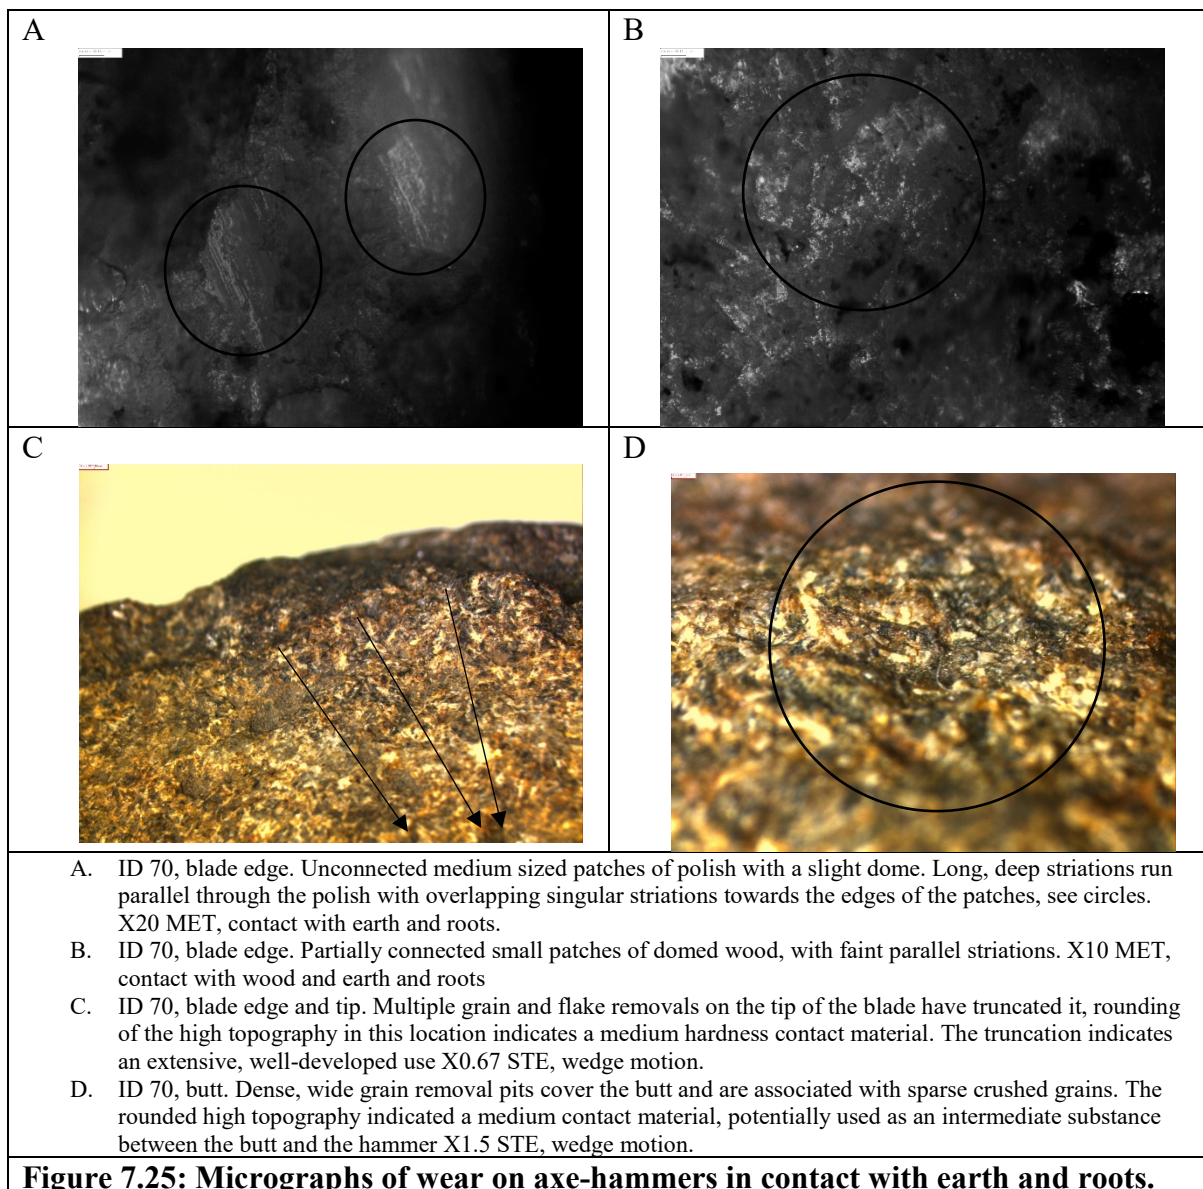 A
B
C
D
A. ID 70, blade edge. Unconnected medium sized patches of polish with a slight dome. Long, deep striations run
parallel through the polish with overlapping singular striations towards the edges of the patches, see circles.
X20 MET, contact with earth and roots.
B. ID 70, blade edge. Partially connected small patches of domed wood, with faint parallel striations. X10 MET,
contact with wood and earth and roots
C. ID 70, blade edge and tip. Multiple grain and flake removals on the tip of the blade have truncated it, rounding
of the high topography in this location indicates a medium hardness contact material. The truncation indicates
an extensive, well-developed use X0.67 STE, wedge motion.
D. ID 70, butt. Dense, wide grain removal pits cover the butt and are associated with sparse crushed grains. The
rounded high topography indicated a medium contact material, potentially used as an intermediate substance
between the butt and the hammer X1.5 STE, wedge motion.
Figure 7.25: Micrographs of wear on axe-hammers in contact with earth and roots.